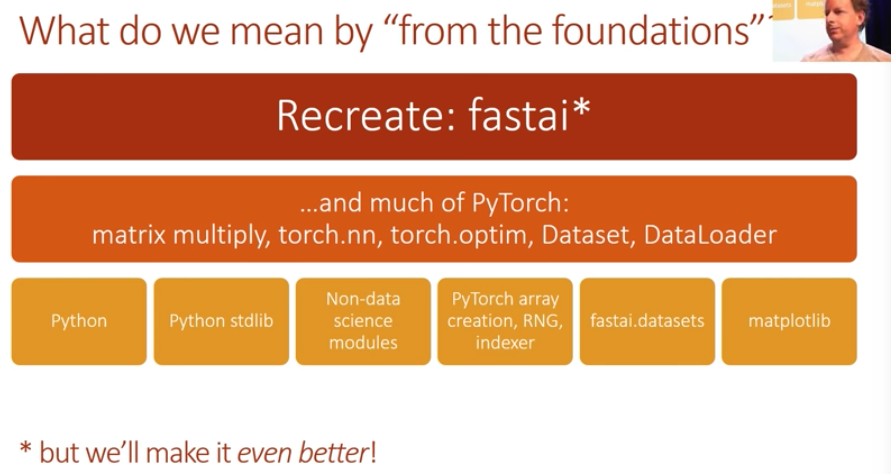 What do we mean by “from the foundations”
Recreate: fastai*
...and much of PyTorch:
matrix multiply, torch.nn, torch.optim, Dataset, DataLoader
Python
Python stdlib
Non-data
science
modules
PyTorch array
creation, RNG,
indexer
fastai.datasets
matplotlib
* but we’ll make it even better!